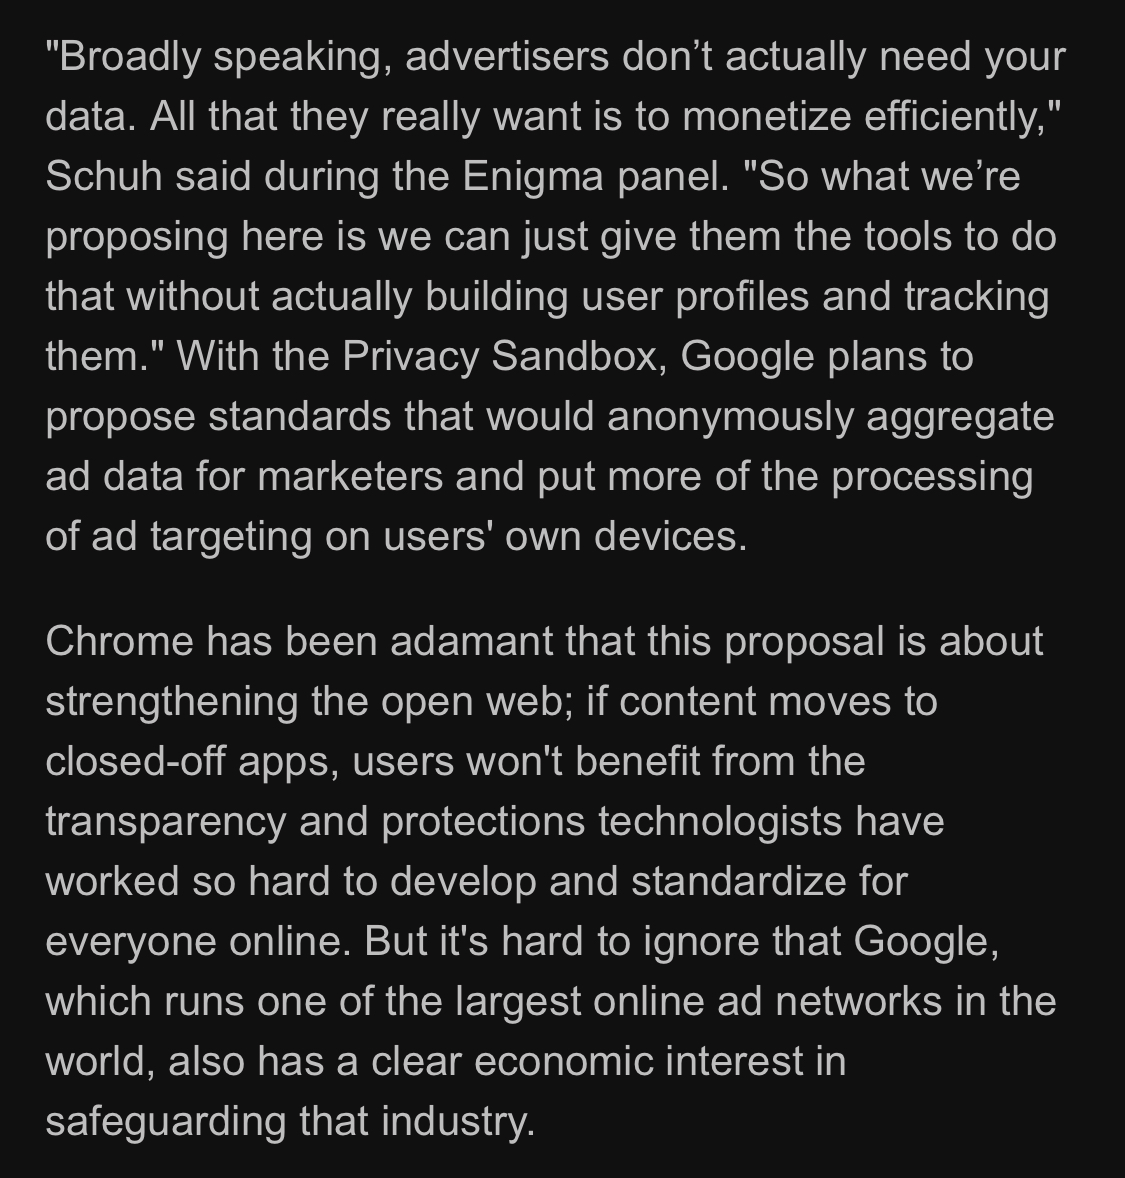 "Broadly speaking, advertisers don’t actually need your
data. All that they really want is to monetize efficiently,"
Schuh said during the Enigma panel. "So what we’re
proposing here is we can just give them the tools to do
that without actually building user profiles and tracking
them." With the Privacy Sandbox, Google plans to
propose standards that would anonymously aggregate
ad data for marketers and put more of the processing
of ad targeting on users' own devices.
Chrome has been adamant that this proposal is about
strengthening the open web; if content moves to
closed-off apps, users won't benefit from the
transparency and protections technologists have
worked so hard to develop and standardize for
everyone online. But it's hard to ignore that Google,
which runs one of the largest online ad networks in the
world, also has a clear economic interest in
safeguarding that industry.